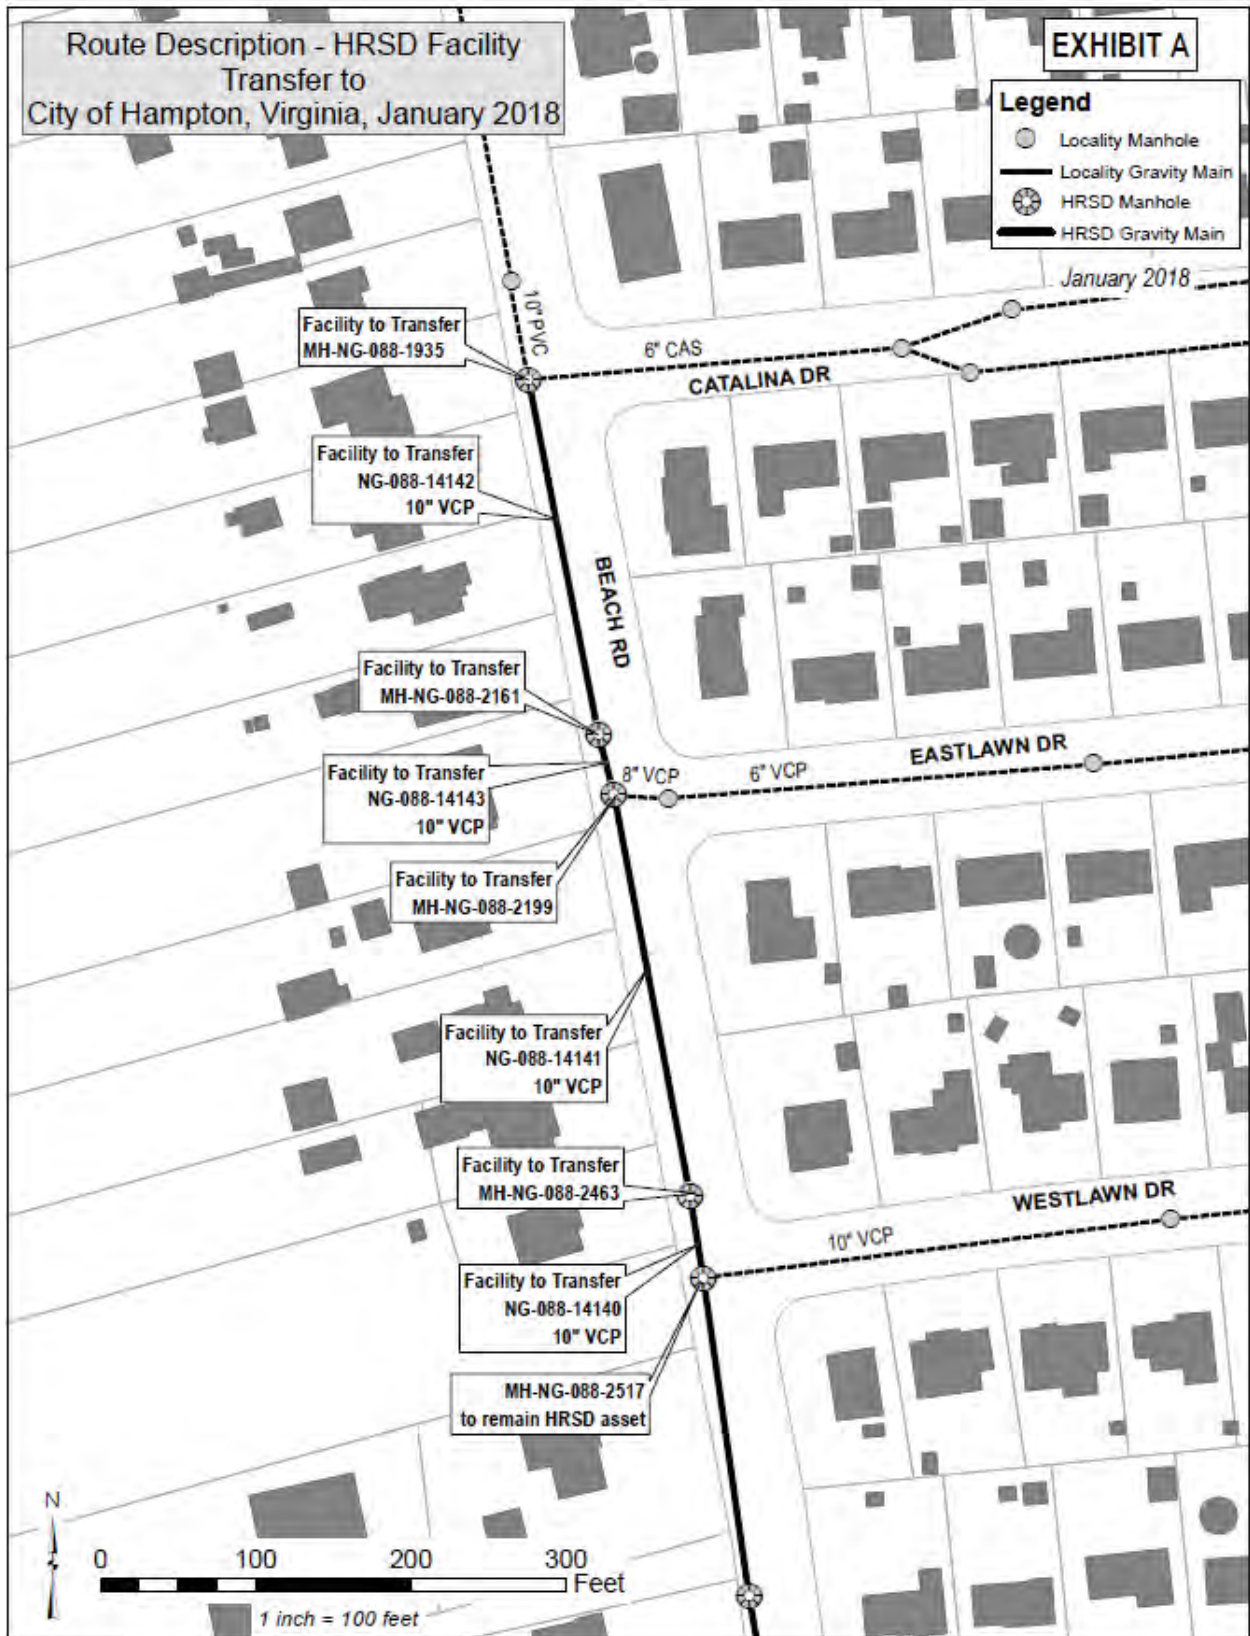 Route Description - HRSD Facility
Transfer to
City of Hampton, Virginia, January 2018
EXHIBIT A
Legend
Locality Manhole
Locality Gravity Main
HRSD Manhole
HRSD Gravity Main
January 2018
10" PVC
Facility to Transfer
MH-NG-088-1935
6" CAS
CATALINA DR
Facility to Transfer
NG-088-14142
10" VCP
BEACH RD
Facility to Transfer
MH-NG-088-2161
EASTLAWN DR
8" VCP
6" VCP
Facility to Transfer
NG-088-14143
10" VCP
Facility to Transfer
MH-NG-088-2199
Facility to Transfer
NG-088-14141
10" VCP
Facility to Transfer
MH-NG-088-2463
WESTLAWN DR
10" VCP
Facility to Transfer
NG-088-14140
10" VCP
MH-NG-088-2517
to remain HRSD asset
N
0 100 200 300
Feet
1 inch = 100 feet